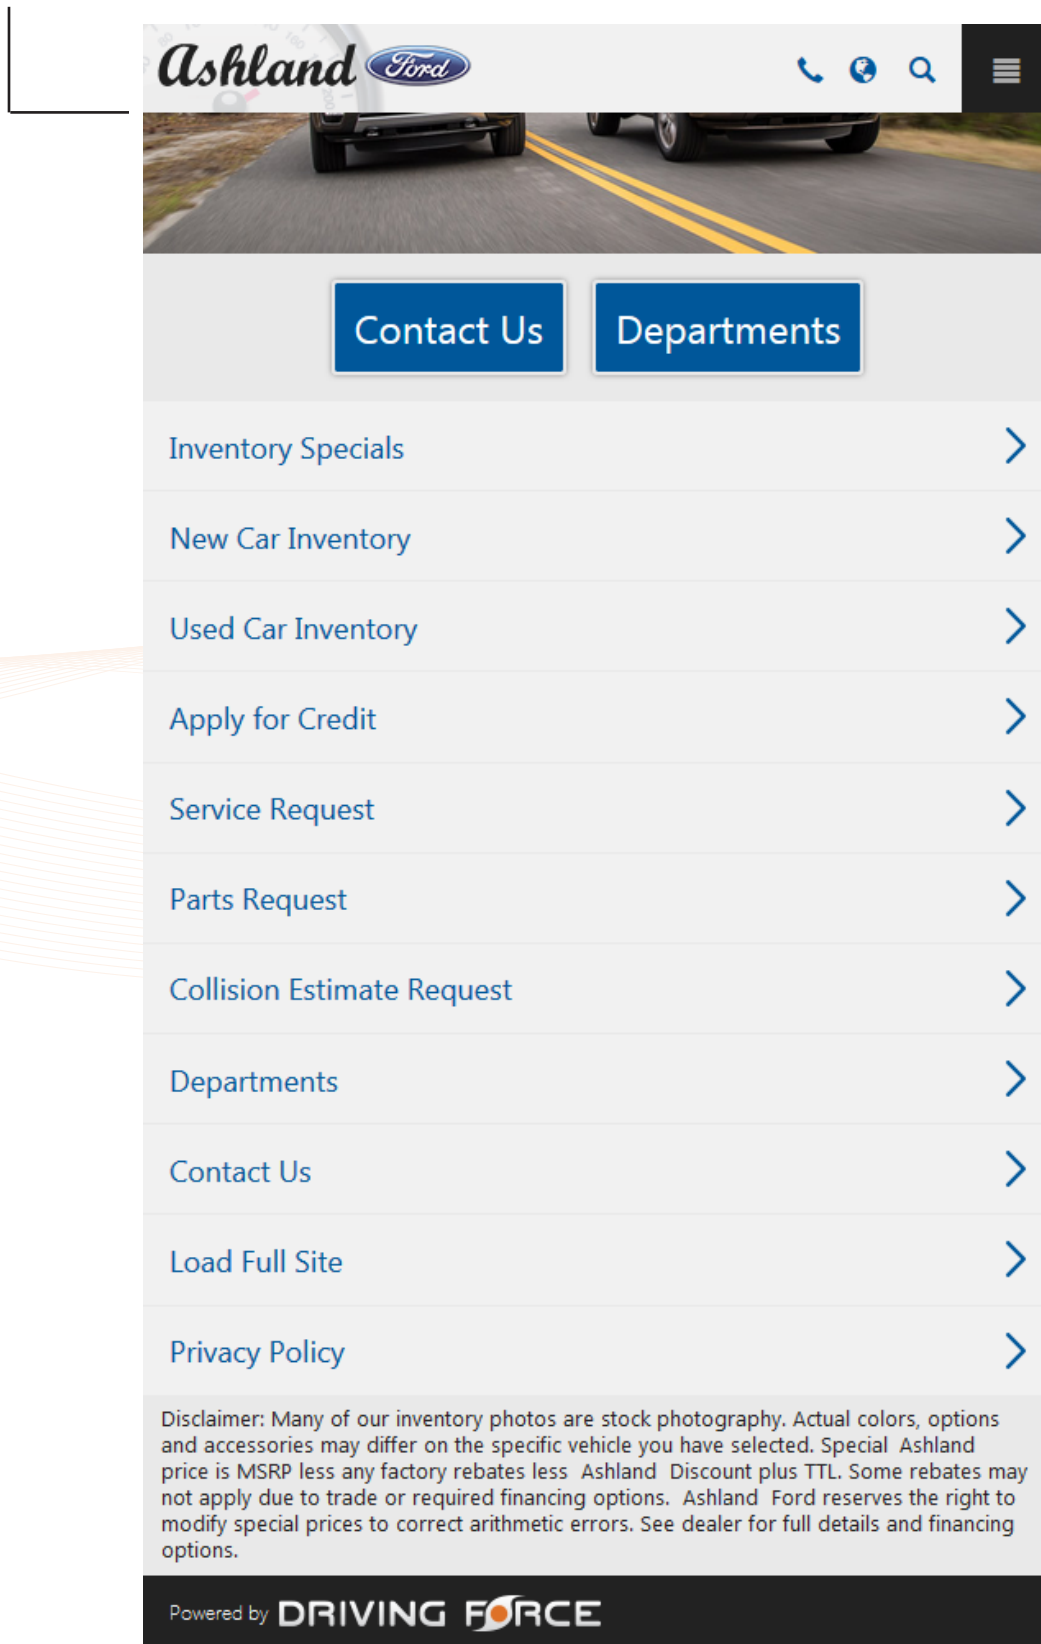 Ashland Ford
Contact Us
Departments
Inventory Specials
New Car Inventory
Used Car Inventory
Apply for Credit
Service Request
Parts Request
Collision Estimate Request
Departments
Contact Us
Load Full Site
Privacy Policy
Disclaimer: Many of our inventory photos are stock photography. Actual colors, options
and accessories may differ on the specific vehicle you have selected. Special Ashland
price is MSRP less any factory rebates less Ashland Discount plus TTL. Some rebates may
not apply due to trade or required financing options. Ashland Ford reserves the right to
modify special prices to correct arithmetic errors. See dealer for full details and financing
options.
Powered by DRIVING FORCE